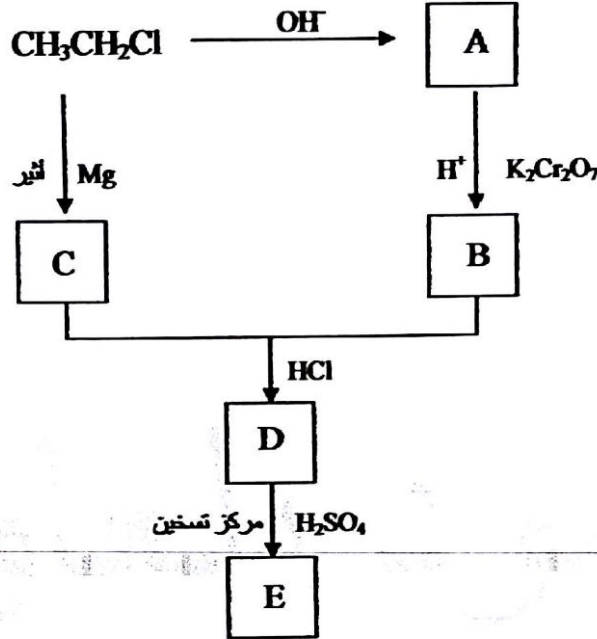 CH₃CH₂Cl OH⁻ A
أثير Mg H⁺ K₂Cr₂O₇
C B
HCl
D
مركز تسخين H₂SO₄
E